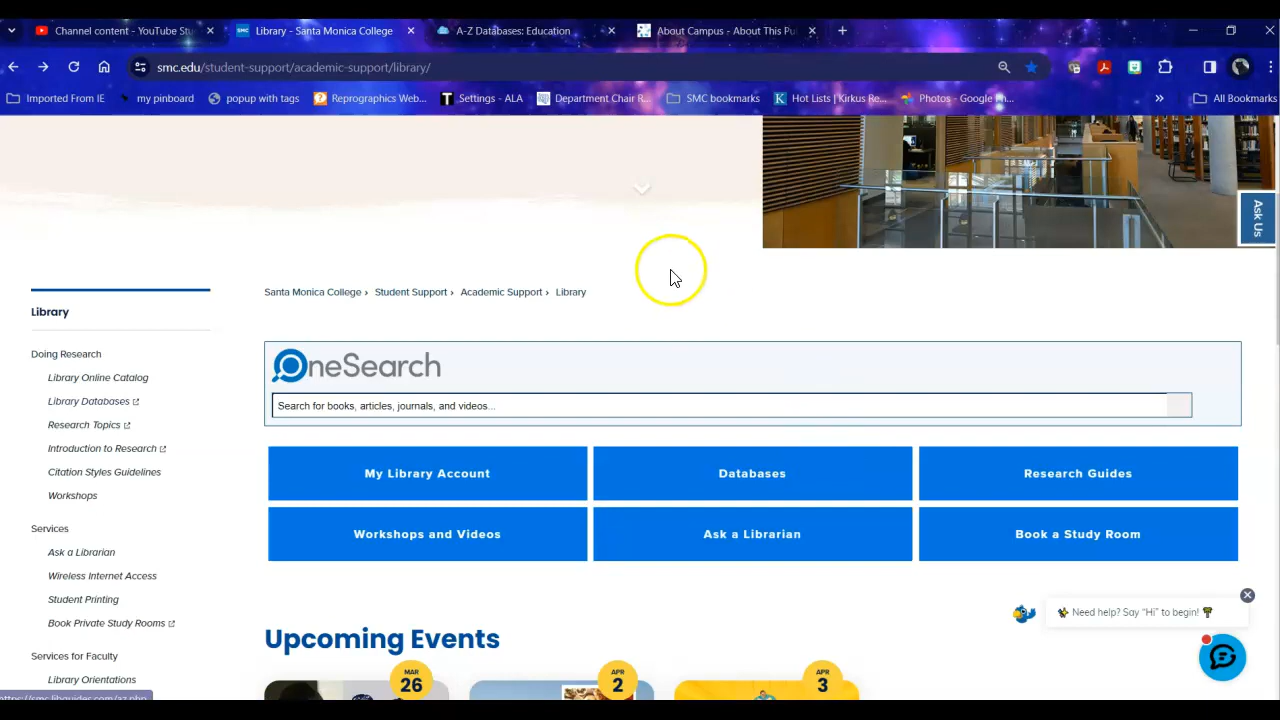 Channel content - YouTube Stu
Library - Santa Monica College
A-Z Databases: Education
About Campus - About This Pu
smc.edu/student-support/academic-support/library/
Imported From IE
my pinboard
popup with tags
Reprographics Web...
Settings - ALA
Department Chair R...
SMC bookmarks
Hot Lists | Kirkus Re...
Photos - Google Ph...
All Bookmarks
Ask Us
Santa Monica College › Student Support › Academic Support › Library
Library
OneSearch
Search for books, articles, journals, and videos...
Doing Research
Library Online Catalog
Library Databases
Research Topics
Introduction to Research
Citation Styles Guidelines
Workshops
My Library Account
Databases
Research Guides
Workshops and Videos
Ask a Librarian
Book a Study Room
Services
Ask a Librarian
Wireless Internet Access
Student Printing
Book Private Study Rooms
Services for Faculty
Library Orientations
Need help? Say “Hi” to begin!
Upcoming Events
MAR
26
APR
2
APR
3
https://smc.libguides.com/az.php